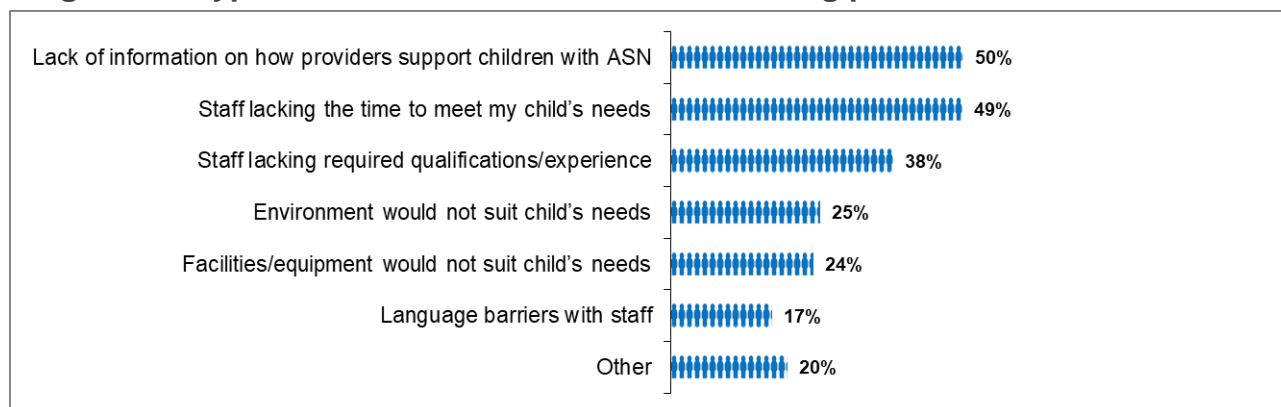 Lack of information on how providers support children with ASN 50%
Staff lacking the time to meet my child’s needs 49%
Staff lacking required qualifications/experience 38%
Environment would not suit child’s needs 25%
Facilities/equipment would not suit child’s needs 24%
Language barriers with staff 17%
Other 20%